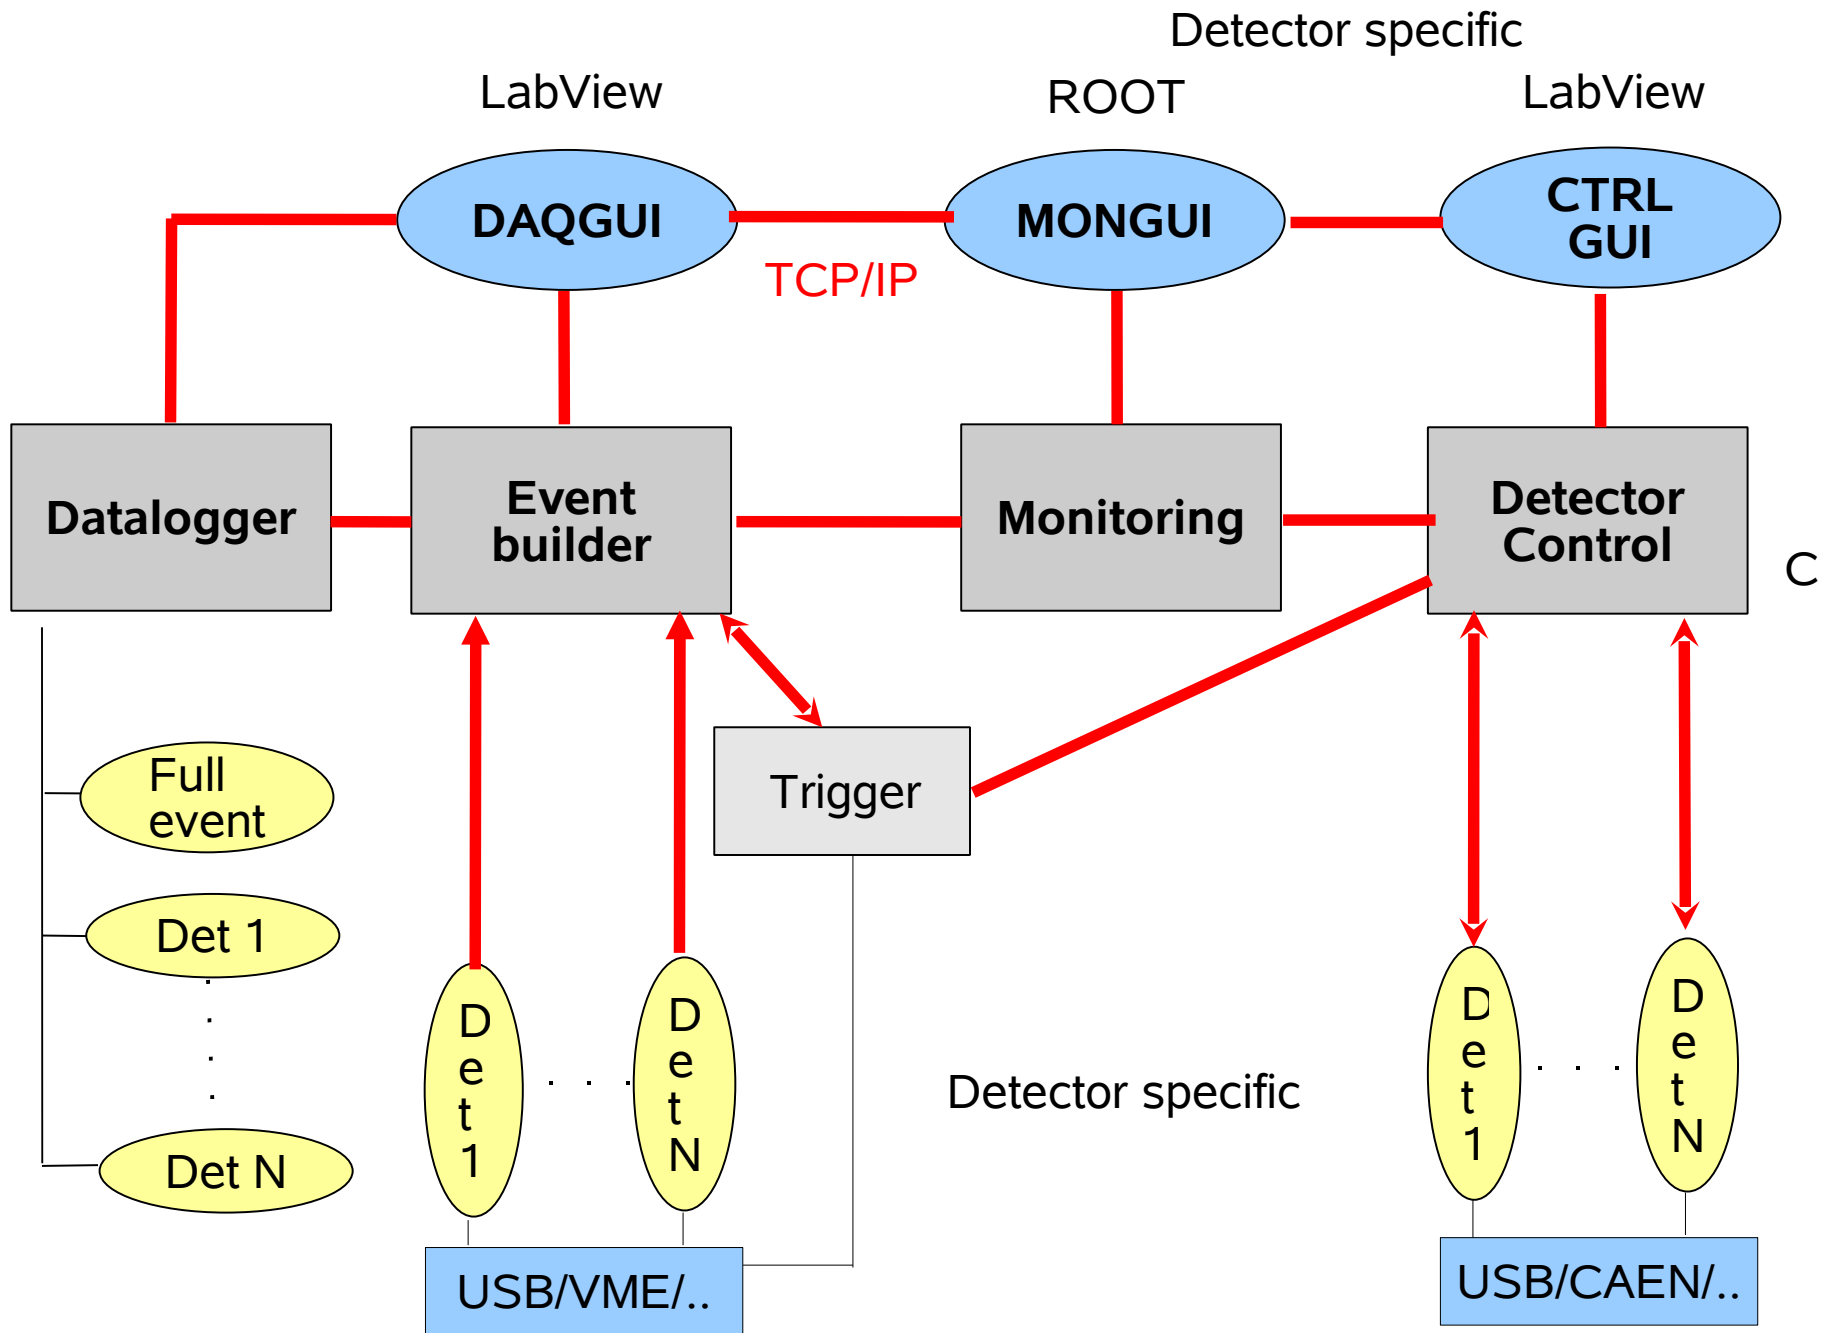 Detector specific
LabView
ROOT
LabView
DAQGUI
MONGUI
CTRL
GUI
TCP/IP
Datalogger
Event
builder
Monitoring
Detector
Control
C
Trigger
Full
event
Det 1
Det N
D
e
t
1
D
e
t
N
Detector specific
D
e
t
1
D
e
t
N
USB/VME/..
USB/CAEN/..